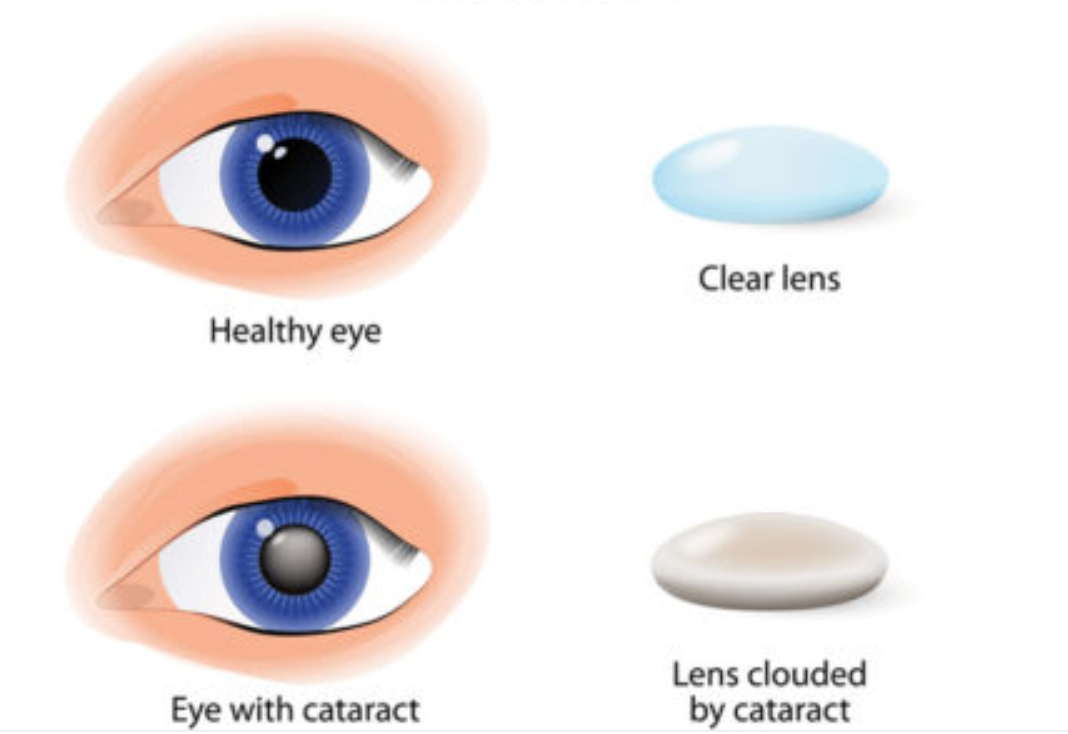 Clear lens
Healthy eye
Lens clouded
by cataract
Eye with cataract